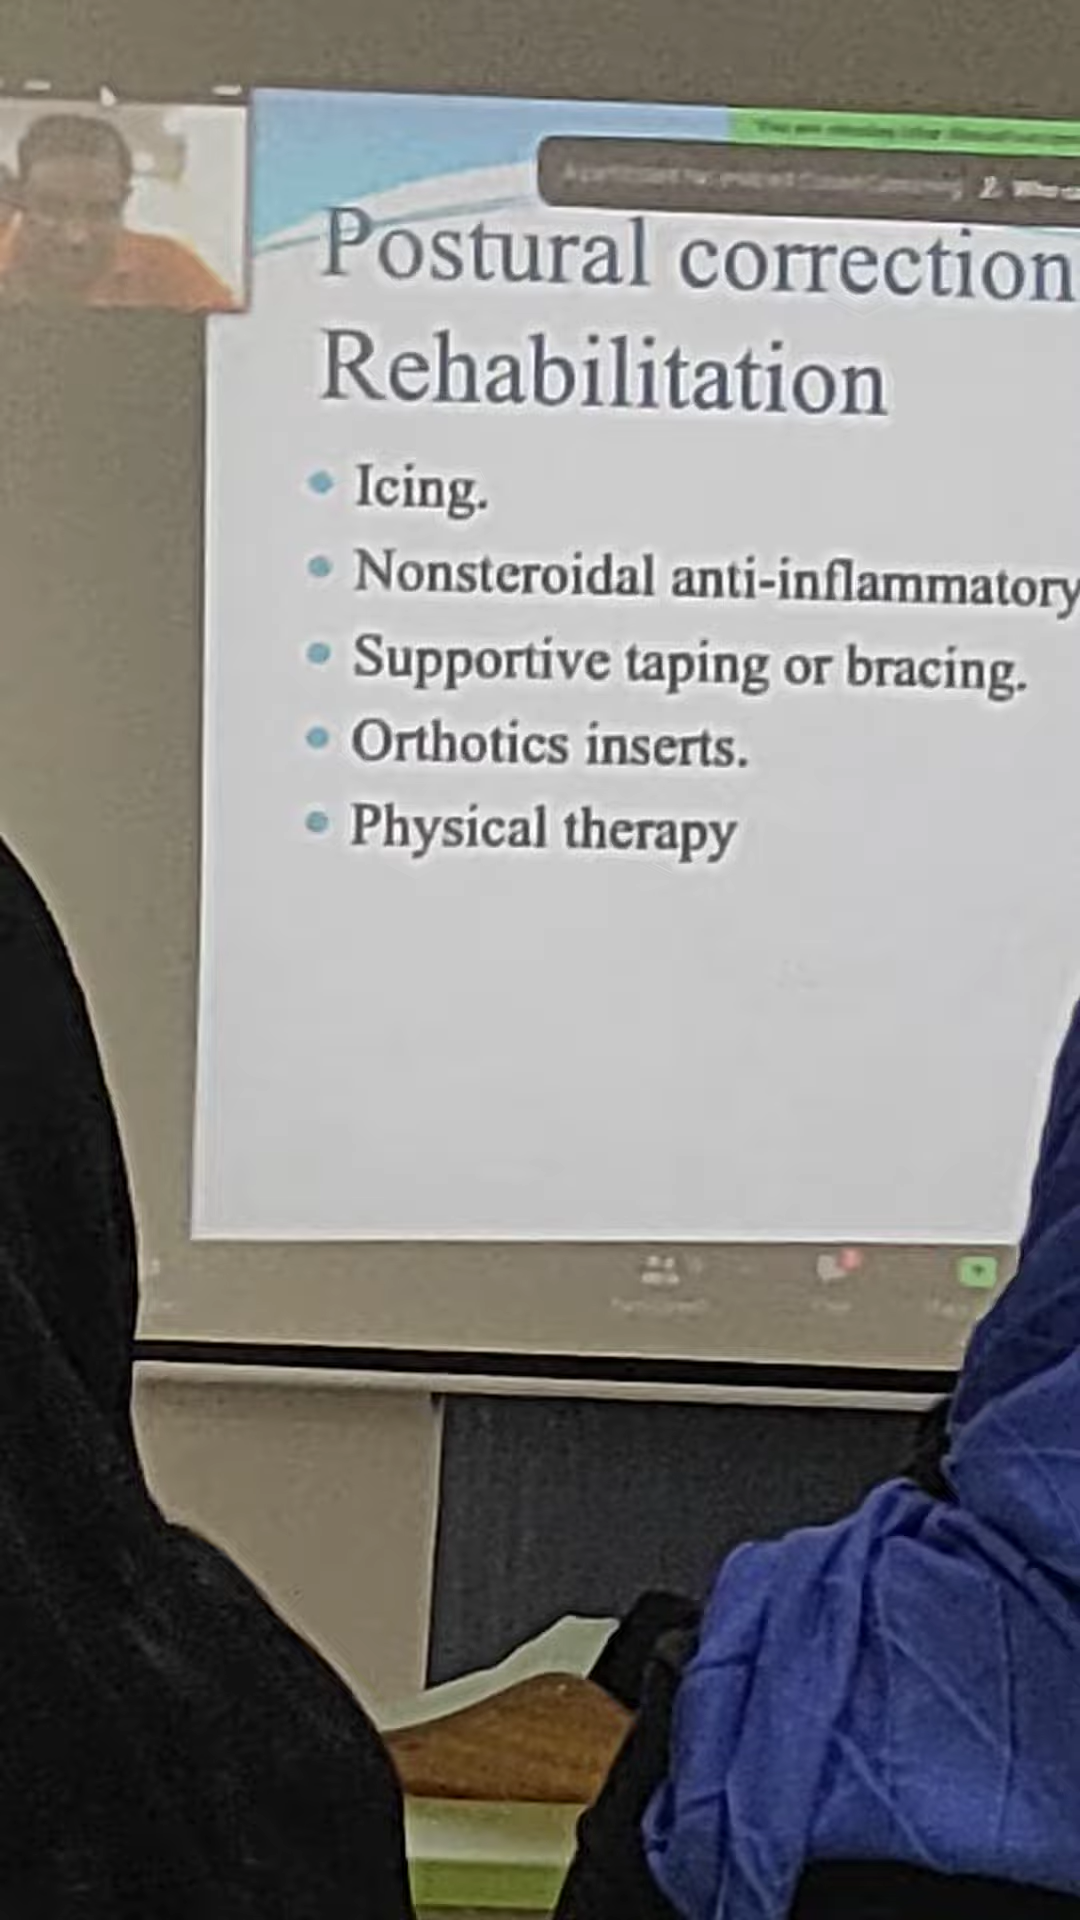 Postural correction
Rehabilitation
• Icing.
• Nonsteroidal anti-inflammatory
• Supportive taping or bracing.
• Orthotics inserts.
• Physical therapy